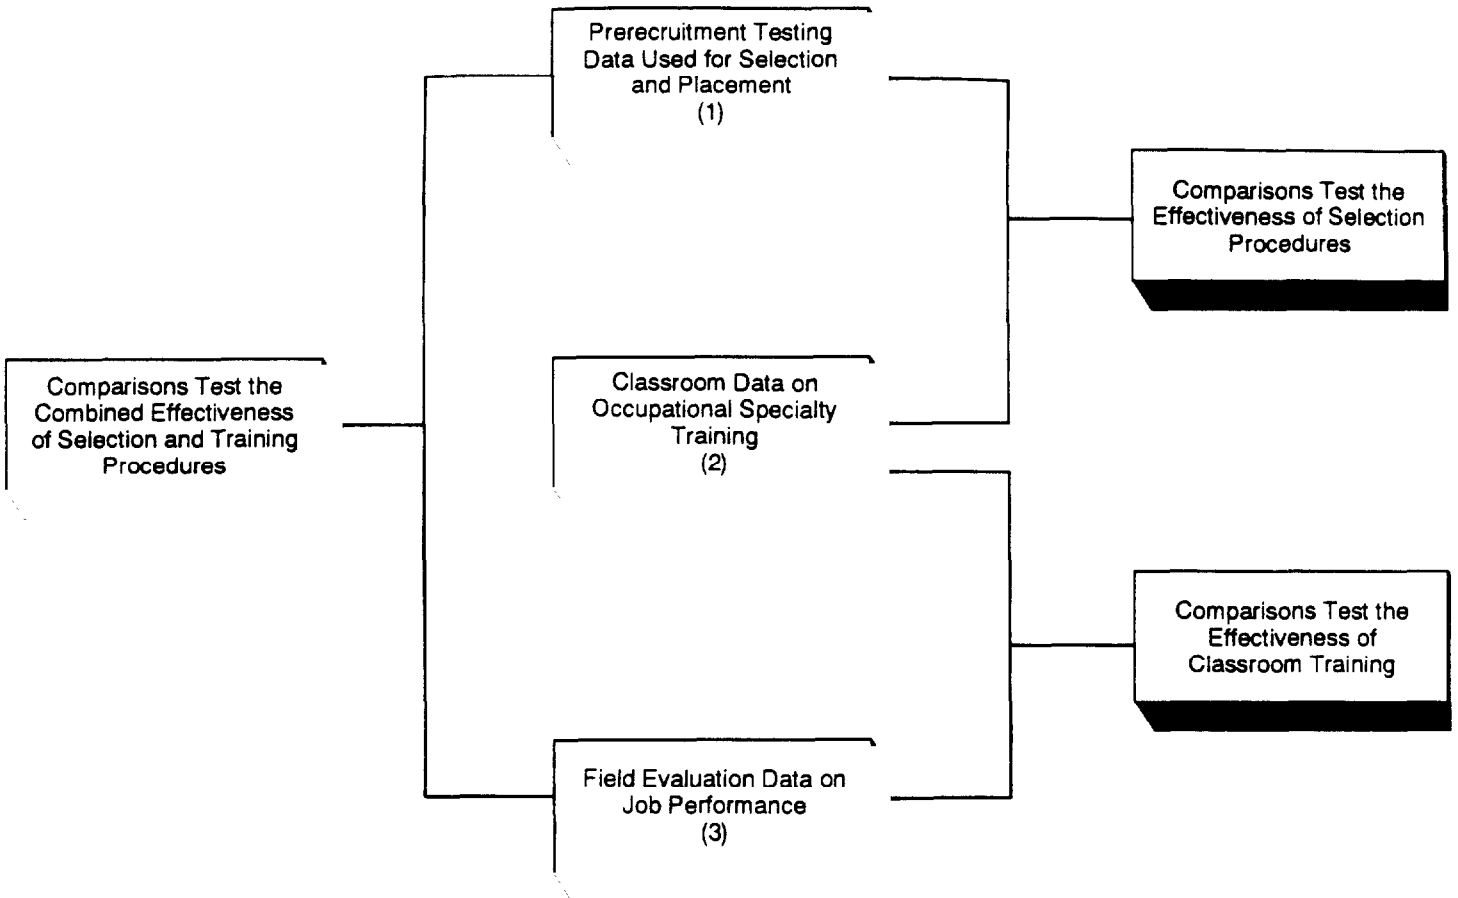 Prerecruitment Testing
Data Used for Selection
and Placement
(1)
Comparisons Test the
Effectiveness of Selection
Procedures
Comparisons Test the
Combined Effectiveness
of Selection and Training
Procedures
Classroom Data on
Occupational Specialty
Training
(2)
Comparisons Test the
Effectiveness of
Classroom Training
Field Evaluation Data on
Job Performance
(3)